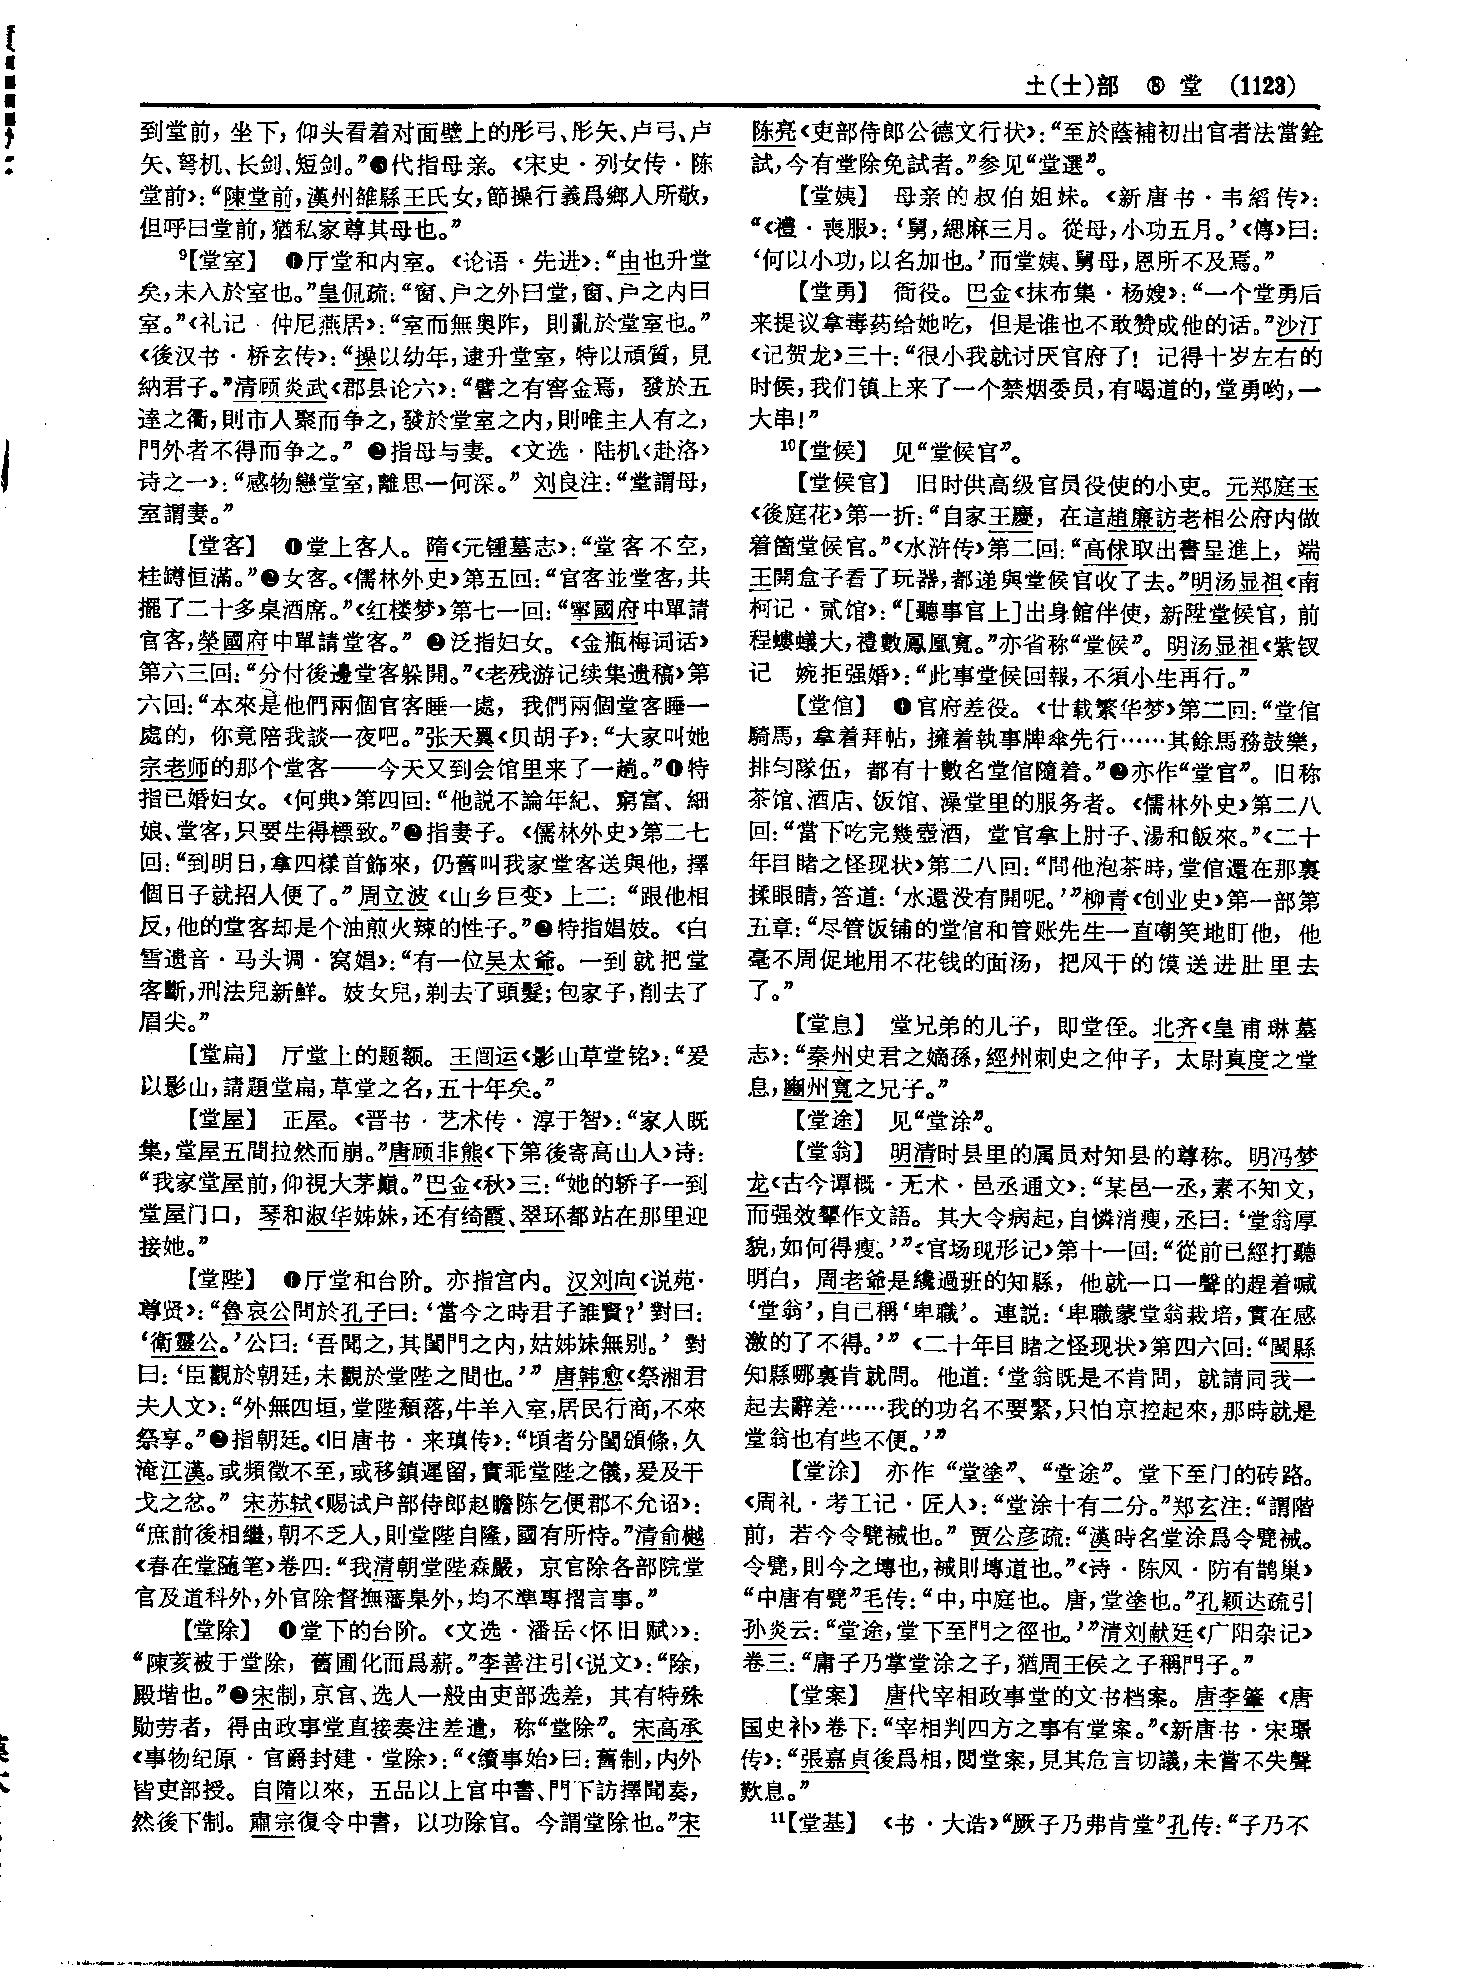 土(士)部 ⑧ 堂 (1123)
到堂前，坐下，仰头看着对面壁上的彤弓、彤矢、卢弓、卢
矢、弩机、长剑、短剑。”❺代指母亲。《宋史·列女传·陈
堂前》：“陳堂前，漢州雒縣王氏女，節操行義爲鄉人所敬，
但呼曰堂前，猶私家尊其母也。”
⁹【堂室】 ❶厅堂和内室。《论语·先进》：“由也升堂
矣，未入於室也。”皇侃疏：“窗、户之外曰堂，窗、户之内曰
室。”《礼记·仲尼燕居》：“室而無奥阼，則亂於堂室也。”
《後汉书·桥玄传》：“操以幼年，逮升堂室，特以頑質，見
納君子。”清顾炎武《郡县论六》：“譬之有窖金焉，發於五
達之衢，則市人聚而争之，發於堂室之内，則唯主人有之，
門外者不得而争之。” ❷指母与妻。《文选·陆机〈赴洛〉
诗之一》：“感物戀堂室，離思一何深。” 刘良注：“堂謂母，
室謂妻。”
【堂客】 ❶堂上客人。隋《元锺墓志》：“堂客不空，
桂罇恒滿。”❷女客。《儒林外史》第五回：“官客並堂客，共
擺了二十多桌酒席。”《红楼梦》第七一回：“寧國府中單請
官客，榮國府中單請堂客。” ❸泛指妇女。《金瓶梅词话》
第六三回：“分付後邊堂客躲開。”《老残游记续集遗稿》第
六回：“本來是他們兩個官客睡一處，我們兩個堂客睡一
處的，你竟陪我談一夜吧。”张天翼《贝胡子》：“大家叫她
宗老师的那个堂客——今天又到会馆里来了一趟。”❹特
指已婚妇女。《何典》第四回：“他説不論年紀、窮富、細
娘、堂客，只要生得標致。”❺指妻子。《儒林外史》第二七
回：“到明日，拿四樣首飾來，仍舊叫我家堂客送與他，擇
個日子就招人便了。”周立波《山乡巨变》上二：“跟他相
反，他的堂客却是个油煎火辣的性子。”❻特指娼妓。《白
雪遗音·马头调·窝娼》：“有一位吴太爺。一到就把堂
客斷，刑法兒新鮮。妓女兒，剃去了頭髮；包家子，削去了
眉尖。”
【堂扁】 厅堂上的题额。王闿运《影山草堂铭》：“爰
以影山，請題堂扁，草堂之名，五十年矣。”
【堂屋】 正屋。《晋书·艺术传·淳于智》：“家人既
集，堂屋五間拉然而崩。”唐顾非熊《下第後寄高山人》诗：
“我家堂屋前，仰視大茅巔。”巴金《秋》三：“她的轿子一到
堂屋门口，琴和淑华姊妹，还有绮霞、翠环都站在那里迎
接她。”
【堂陛】 ❶厅堂和台阶。亦指宫内。汉刘向《说苑·
尊贤》：“魯哀公問於孔子曰：‘當今之時君子誰賢？’對曰：
‘衛靈公。’公曰：‘吾聞之，其閨門之内，姑姊妹無别。’ 對
曰：‘臣觀於朝廷，未觀於堂陛之間也。’” 唐韩愈《祭湘君
夫人文》：“外無四垣，堂陛頹落，牛羊入室，居民行商，不來
祭享。”❷指朝廷。《旧唐书·来瑱传》：“頃者分閫頒條，久
淹江漢。或頻徵不至，或移鎮遲留，實乖堂陛之儀，爰及干
戈之忿。” 宋苏轼《赐试户部侍郎赵瞻陈乞便郡不允诏》：
“庶前後相繼，朝不乏人，則堂陛自隆，國有所恃。”清俞樾
《春在堂随笔》卷四：“我清朝堂陛森嚴，京官除各部院堂
官及道科外，外官除督撫藩臬外，均不準專摺言事。”
【堂除】 ❶堂下的台阶。《文选·潘岳〈怀旧赋〉》：
“陳荄被于堂除，舊圃化而爲薪。”李善注引《说文》：“除，
殿堦也。”❷宋制，京官、选人一般由吏部选差，其有特殊
勋劳者，得由政事堂直接奏注差遣，称“堂除”。宋高承
《事物纪原·官爵封建·堂除》：“《續事始》曰：舊制，内外
皆吏部授。自隋以來，五品以上官中書、門下訪擇聞奏，
然後下制。肅宗復令中書，以功除官。今謂堂除也。”宋
陈亮《吏部侍郎公德文行状》：“至於蔭補初出官者法當銓
試，今有堂除免試者。”参见“堂選”。
【堂姨】 母亲的叔伯姐妹。《新唐书·韦縚传》：
“《禮·喪服》：‘舅，緦麻三月。從母，小功五月。’《傳》曰：
‘何以小功，以名加也。’而堂姨、舅母，恩所不及焉。”
【堂勇】 衙役。巴金《抹布集·杨嫂》：“一个堂勇后
来提议拿毒药给她吃，但是谁也不敢赞成他的话。”沙汀
《记贺龙》三十：“很小我就讨厌官府了！记得十岁左右的
时候，我们镇上来了一个禁烟委员，有喝道的，堂勇哟，一
大串！”
¹⁰【堂候】 见“堂候官”。
【堂候官】 旧时供高级官员役使的小吏。元郑庭玉
《後庭花》第一折：“自家王慶，在這趙廉訪老相公府内做
着箇堂候官。”《水浒传》第二回：“高俅取出書呈進上，端
王開盒子看了玩器，都递與堂候官收了去。”明汤显祖《南
柯记·贰馆》：“[聽事官上]出身館伴使，新陞堂候官，前
程螻蟻大，禮數鳳凰寬。”亦省称“堂候”。明汤显祖《紫钗
记 婉拒强婚》：“此事堂候回報，不須小生再行。”
【堂倌】 ❶官府差役。《廿载繁华梦》第二回：“堂倌
騎馬，拿着拜帖，擁着執事牌傘先行……其餘馬務鼓樂，
排匀隊伍，都有十數名堂倌隨着。”❷亦作“堂官”。旧称
茶馆、酒店、饭馆、澡堂里的服务者。《儒林外史》第二八
回：“當下吃完幾壺酒，堂官拿上肘子、湯和飯來。”《二十
年目睹之怪现状》第二八回：“問他泡茶時，堂倌還在那裏
揉眼睛，答道：‘水還没有開呢。’”柳青《创业史》第一部第
五章：“尽管饭铺的堂倌和管账先生一直嘲笑地盯他，他
毫不局促地用不花钱的面汤，把风干的馍送进肚里去
了。”
【堂息】 堂兄弟的儿子，即堂侄。北齐《皇甫琳墓
志》：“秦州史君之嫡孫，經州刺史之仲子，太尉真度之堂
息，豳州寬之兄子。”
【堂途】 见“堂涂”。
【堂翁】 明清时县里的属员对知县的尊称。明冯梦
龙《古今谭概·无术·邑丞通文》：“某邑一丞，素不知文，
而强效颦作文語。其大令病起，自憐消瘦，丞曰：‘堂翁厚
貌，如何得瘦。’”《官场现形记》第十一回：“從前已經打聽
明白，周老爺是纔過班的知縣，他就一口一聲的趕着喊
‘堂翁’，自己稱‘卑職’。連説：‘卑職蒙堂翁栽培，實在感
激的了不得。’” 《二十年目睹之怪现状》第四六回：“閩縣
知縣哪裏肯就問。他道：‘堂翁既是不肯問，就請同我一
起去辭差……我的功名不要緊，只怕京控起來，那時就是
堂翁也有些不便。’”
【堂涂】 亦作“堂塗”、“堂途”。堂下至门的砖路。
《周礼·考工记·匠人》：“堂涂十有二分。”郑玄注：“謂階
前，若今令甓裓也。” 贾公彦疏：“漢時名堂涂爲令甓裓。
令甓，則今之塼也，裓則塼道也。”《诗·陈风·防有鹊巢》
“中唐有甓”毛传：“中，中庭也。唐，堂塗也。”孔颖达疏引
孙炎云：“堂途，堂下至門之徑也。’”清刘献廷《广阳杂记》
卷三：“庸子乃掌堂涂之子，猶周王侯之子稱門子。”
【堂案】 唐代宰相政事堂的文书档案。唐李肇《唐
国史补》卷下：“宰相判四方之事有堂案。”《新唐书·宋璟
传》：“張嘉貞後爲相，閲堂案，見其危言切議，未嘗不失聲
歎息。”
¹¹【堂基】 《书·大诰》“厥子乃弗肯堂”孔传：“子乃不